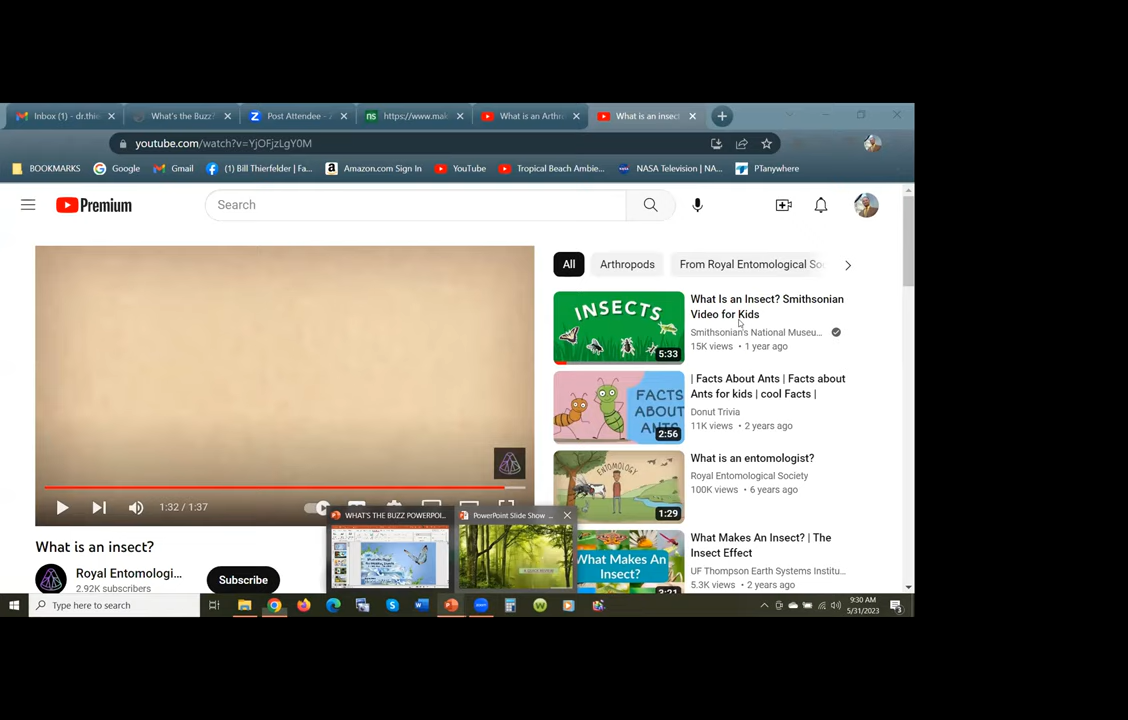 Inbox (1) - dr.thie
What's the Buzz?
Post Attendee - Z
https://www.mak
What is an Arthr
What is an insect
youtube.com/watch?v=YjOFjzLgY0M
BOOKMARKS
Google
Gmail
(1) Bill Thierfelder | Fa...
Amazon.com Sign In
YouTube
Tropical Beach Ambie...
NASA Television | NA...
PTanywhere
Premium
Search
All
Arthropods
From Royal Entomological Soc
INSECTS
5:33
What Is an Insect? Smithsonian
Video for Kids
Smithsonian's National Museu...
15K views • 1 year ago
FACTS
ABOUT
ANTS
2:56
| Facts About Ants | Facts about
Ants for kids | cool Facts |
Donut Trivia
11K views • 2 years ago
ENTOMOLOGY
1:29
What is an entomologist?
Royal Entomological Society
100K views • 6 years ago
What Makes An
Insect?
3:21
What Makes An Insect? | The
Insect Effect
UF Thompson Earth Systems Institu...
5.3K views • 2 years ago
1:32 / 1:37
What is an insect?
Royal Entomologi...
2.92K subscribers
Subscribe
WHAT'S THE BUZZ POWERPOI...
PowerPoint Slide Show ...
A QUICK REVIEW
Type here to search
9:30 AM
5/31/2023